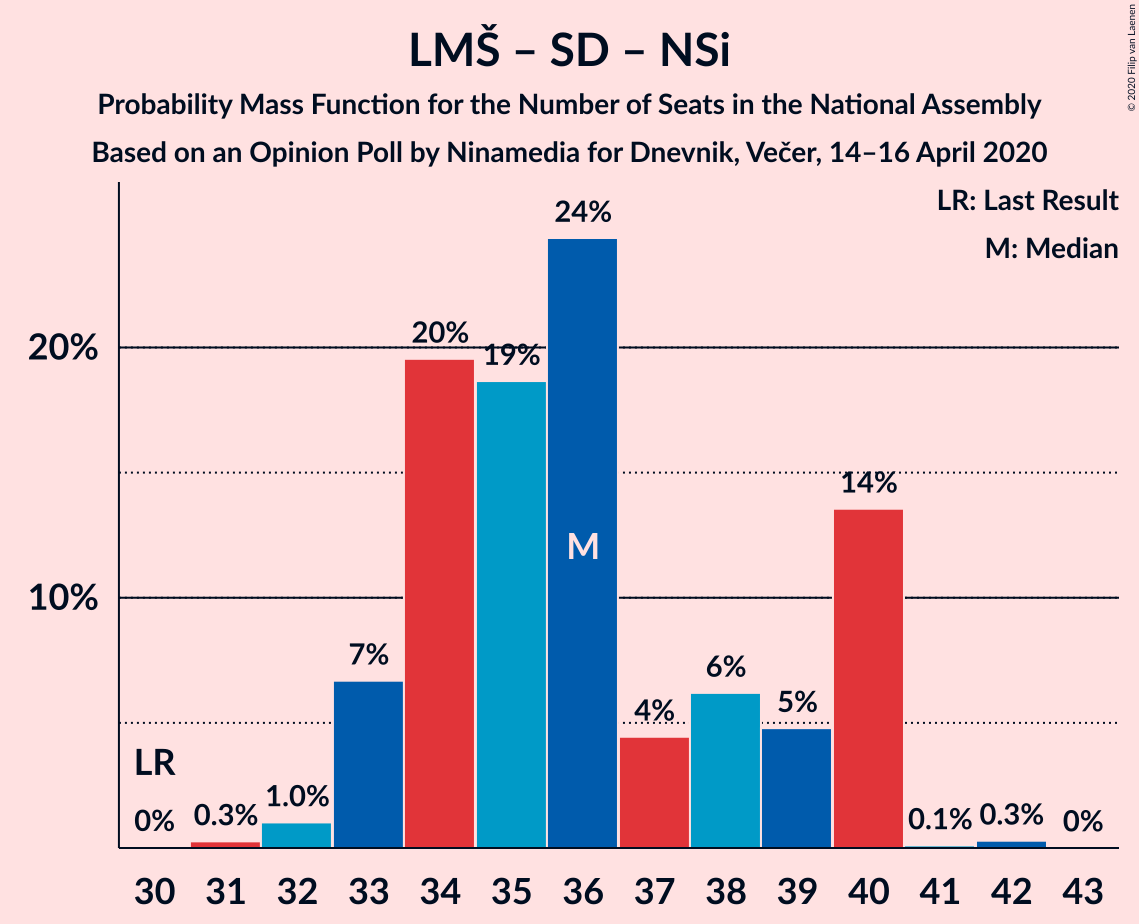 LMŠ – SD – NSi
Probability Mass Function for the Number of Seats in the National Assembly
Based on an Opinion Poll by Ninamedia for Dnevnik, Večer, 14–16 April 2020
© 2020 Filip van Laenen
LR: Last Result
M: Median
20%
10%
LR
0% 0.3% 1.0% 7% 20% 19% 24% 4% 6% 5% 14% 0.1% 0.3% 0%
M
30 31 32 33 34 35 36 37 38 39 40 41 42 43